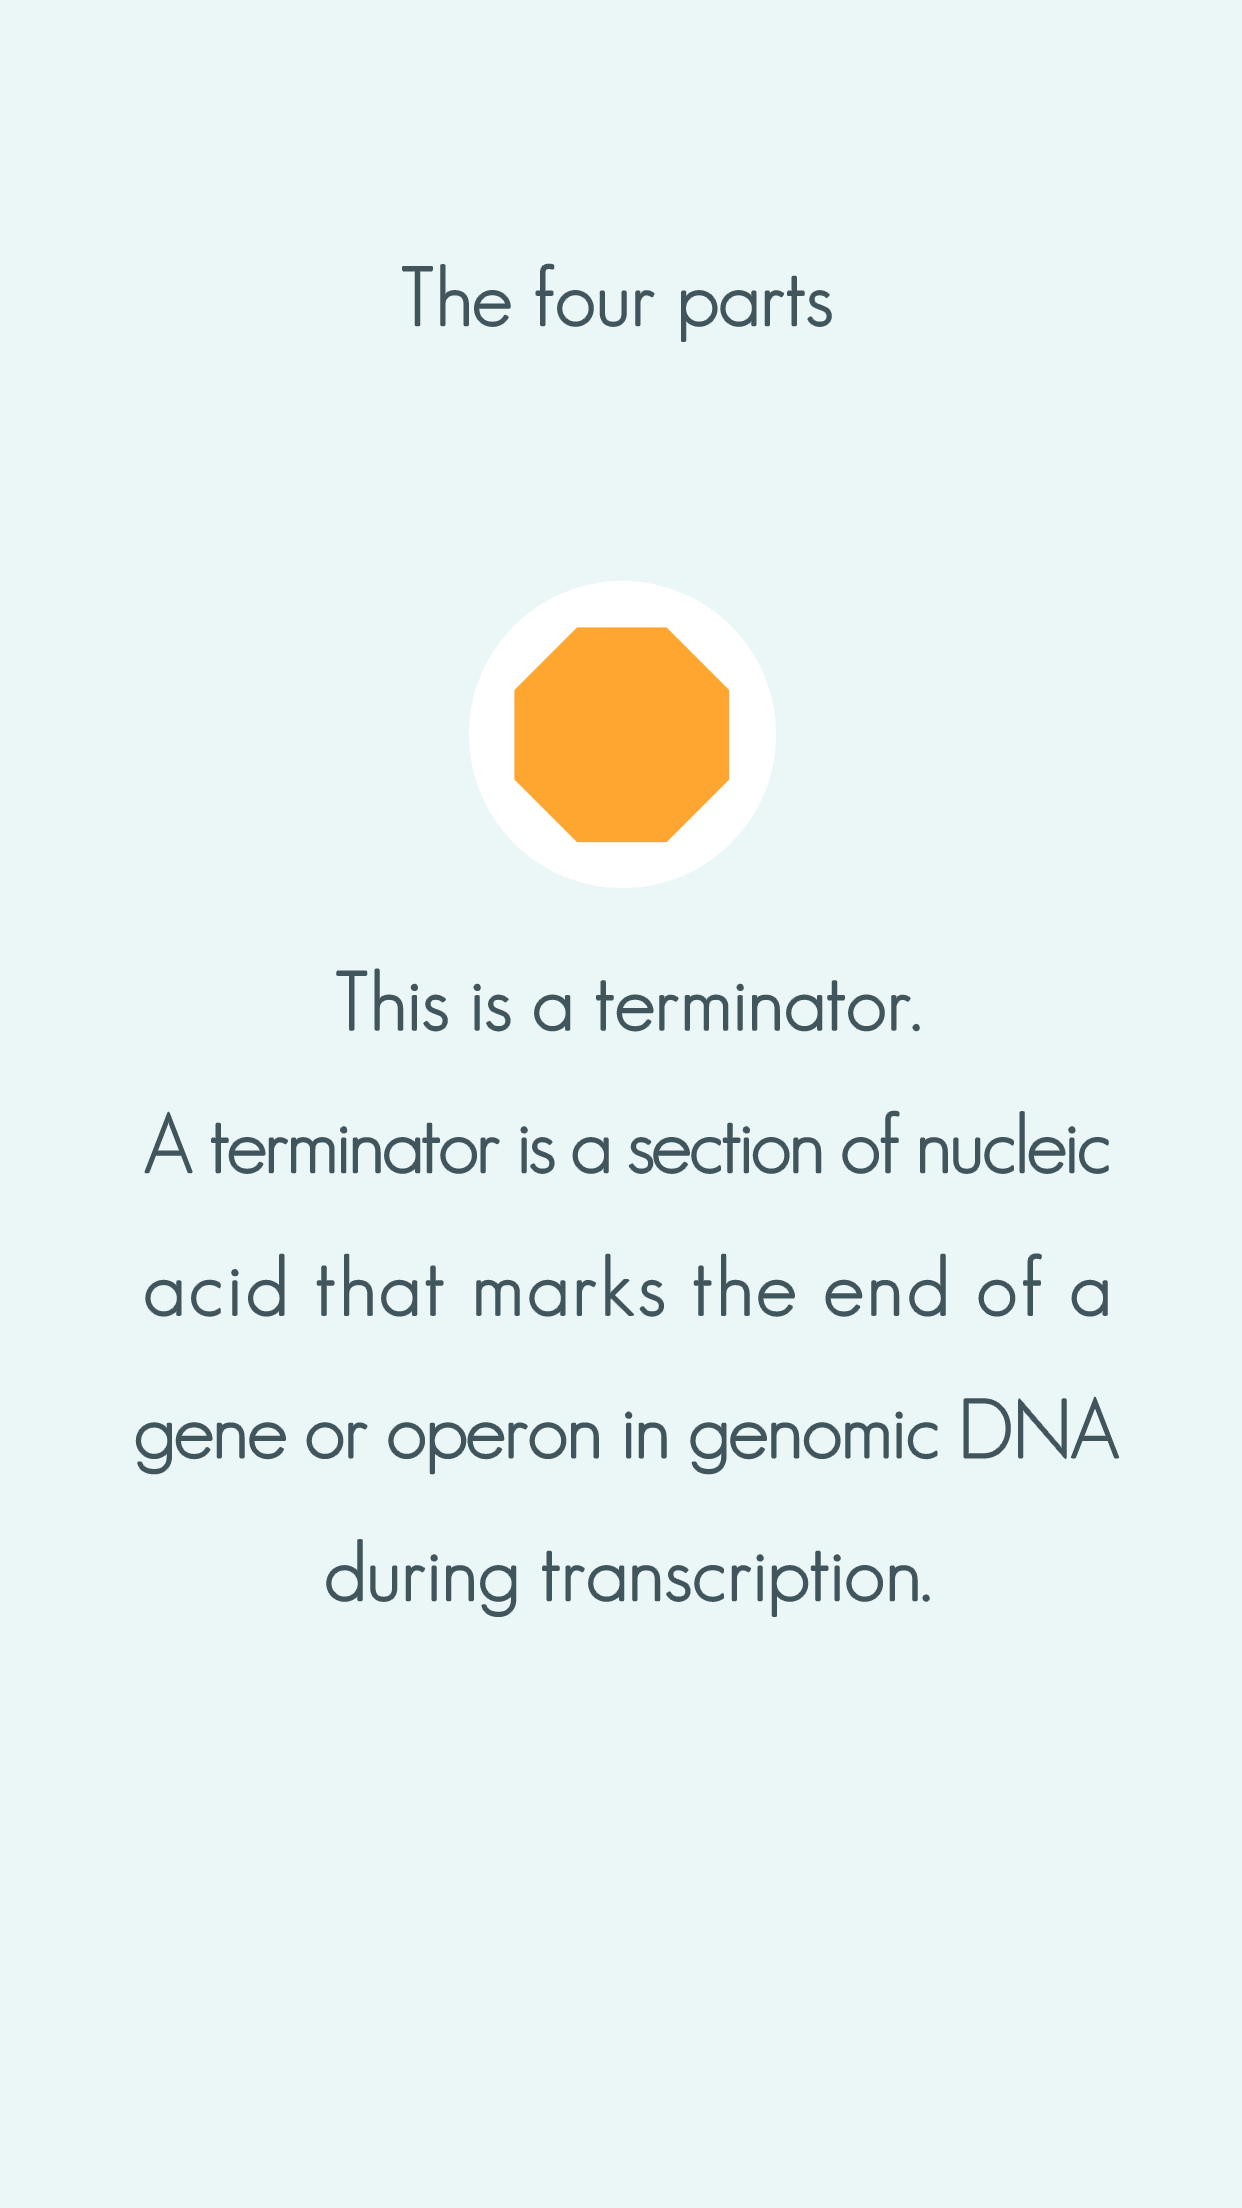 The four parts
This is a terminator.
A terminator is a section of nucleic
acid that marks the end of a
gene or operon in genomic DNA
during transcription.